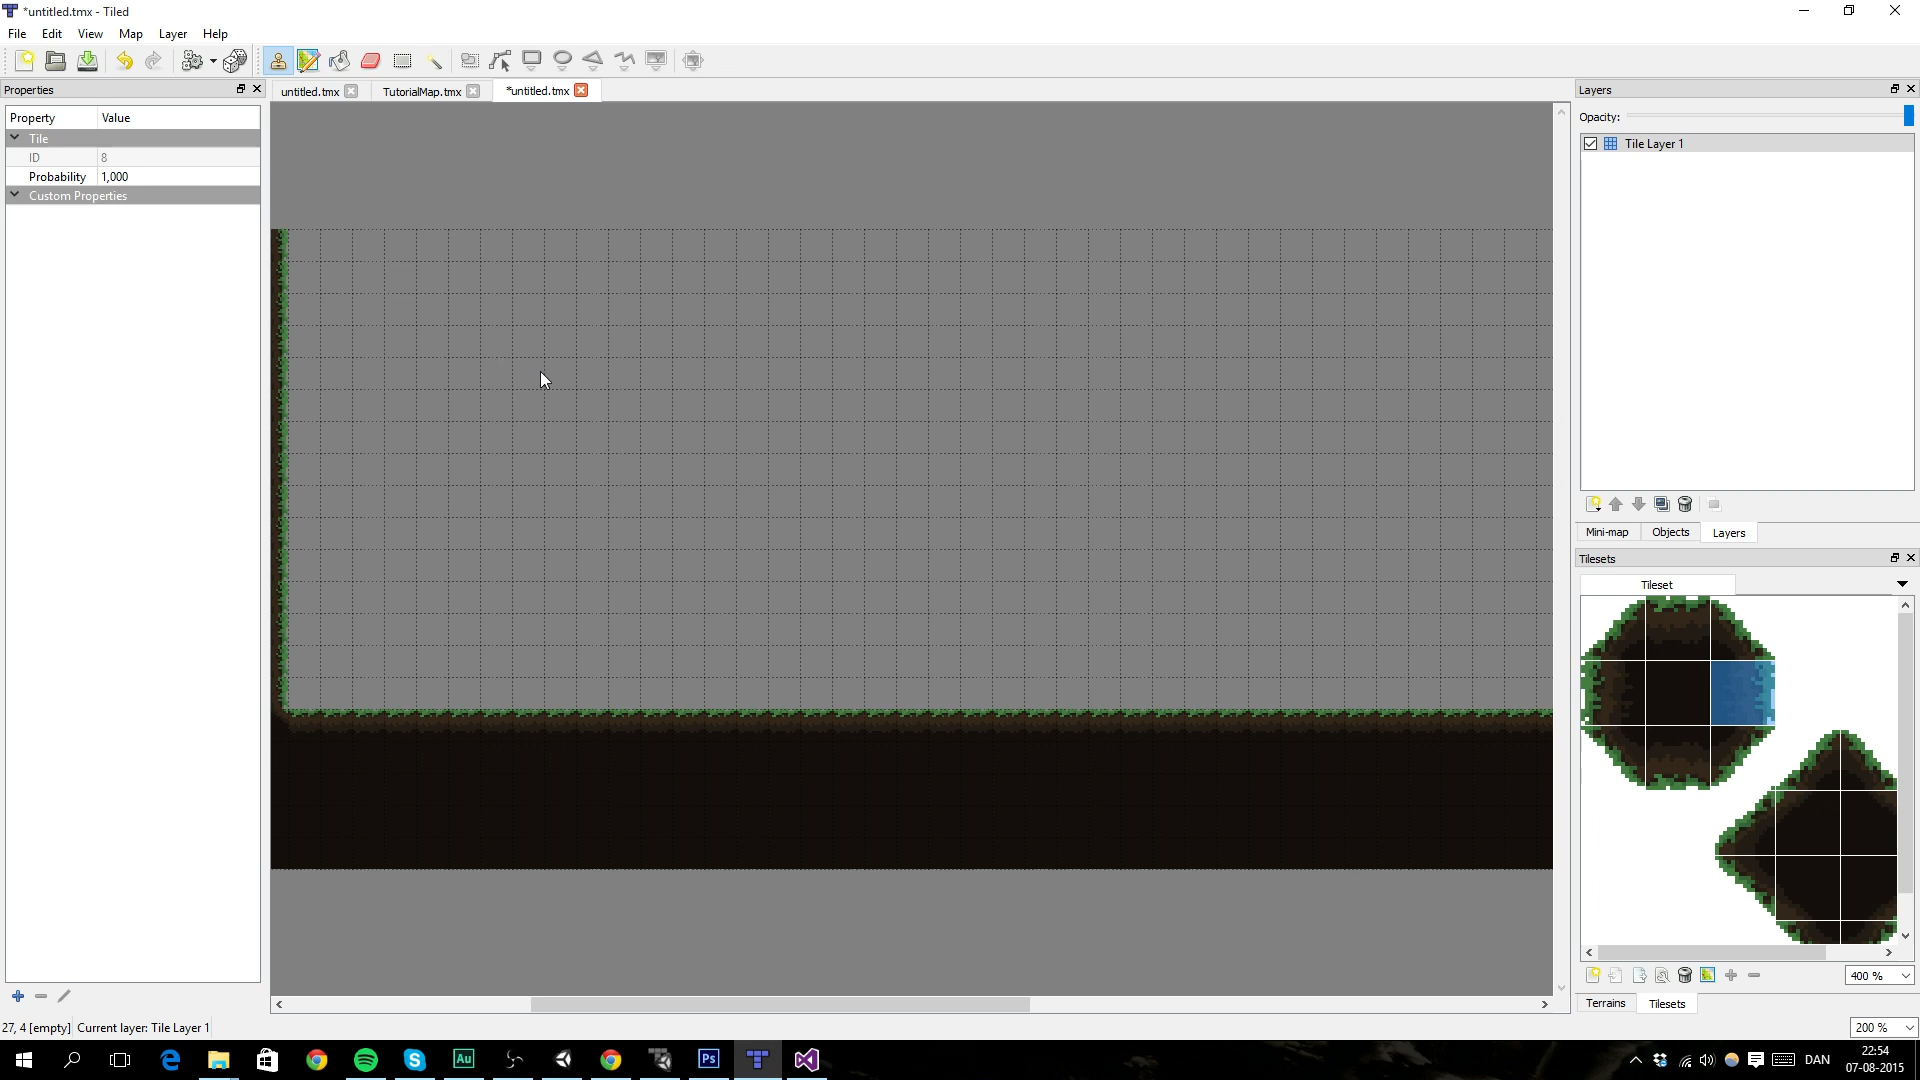 *untitled.tmx - Tiled
File Edit View Map Layer Help
Properties
untitled.tmx TutorialMap.tmx *untitled.tmx
Layers
Property Value
Opacity:
Tile
Tile Layer 1
ID 8
Probability 1,000
Custom Properties
Mini-map Objects Layers
Tilesets
Tileset
400 %
Terrains Tilesets
27, 4 [empty] Current layer: Tile Layer 1
200 %
Au
Ps
DAN
22:54
07-08-2015